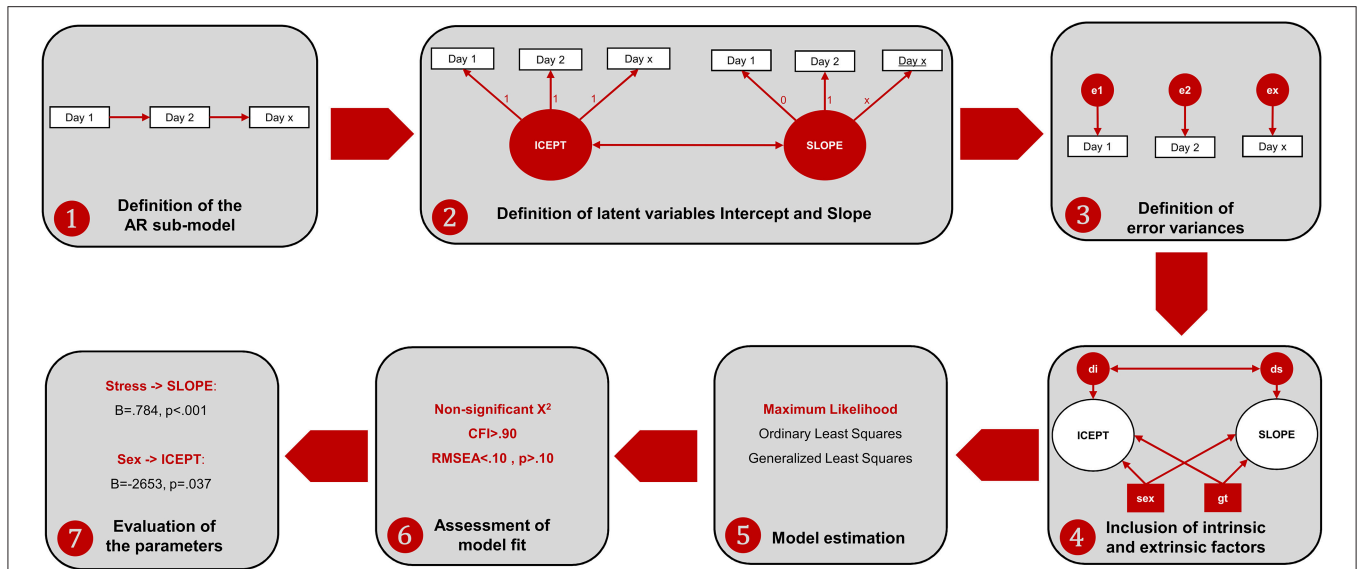 Day 1
Day 2
Day x
1
Definition of the
AR sub-model
Day 1
Day 2
Day x
Day 1
Day 2
Day x
1
1
1
0
1
x
ICEPT
SLOPE
2
Definition of latent variables Intercept and Slope
e1
e2
ex
Day 1
Day 2
Day x
3
Definition of
error variances
di
ds
ICEPT
SLOPE
sex
gt
4
Inclusion of intrinsic
and extrinsic factors
Maximum Likelihood
Ordinary Least Squares
Generalized Least Squares
5
Model estimation
Non-significant X²
CFI>.90
RMSEA<.10 , p>.10
6
Assessment of
model fit
Stress -> SLOPE:
B=.784, p<.001
Sex -> ICEPT:
B=-2653, p=.037
7
Evaluation of
the parameters